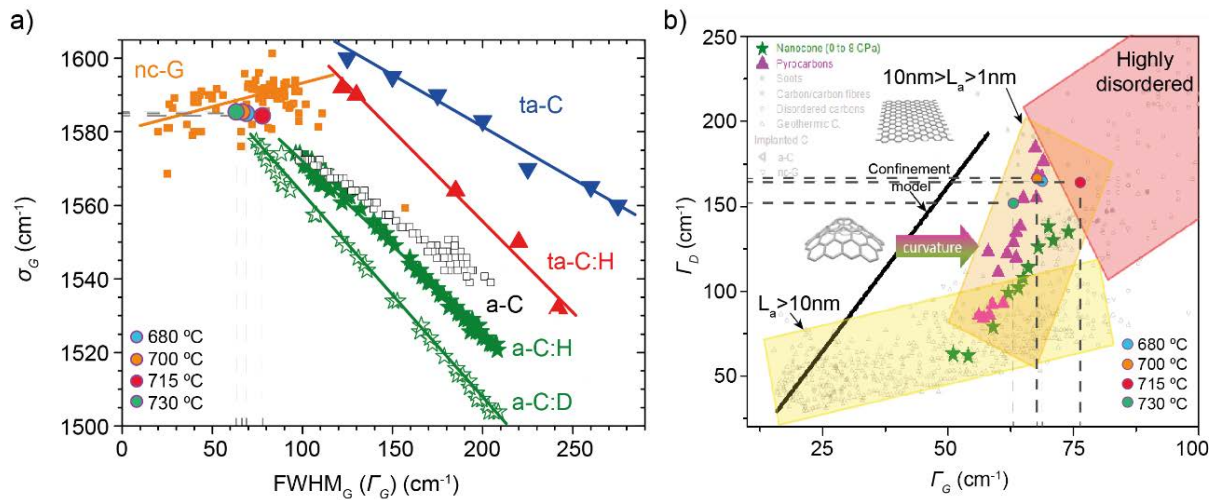 a)
1600
1580
1560
1540
1520
1500
σG (cm-1)
nc-G
ta-C
ta-C:H
a-C
a-C:H
a-C:D
680 ºC
700 ºC
715 ºC
730 ºC
0
50
100
150
200
250
FWHMG (ΓG) (cm-1)
b)
250
200
150
100
50
ΓD (cm-1)
Nanocone (0 to 8 GPa)
Pyrocarbons
Soots
Carbon/carbon fibres
Disordered carbons
Geothermic C.
Implanted C
a-C
nc-G
10nm>La>1nm
Highly
disordered
Confinement
model
curvature
La>10nm
680 ºC
700 ºC
715 ºC
730 ºC
25
50
75
100
ΓG (cm-1)